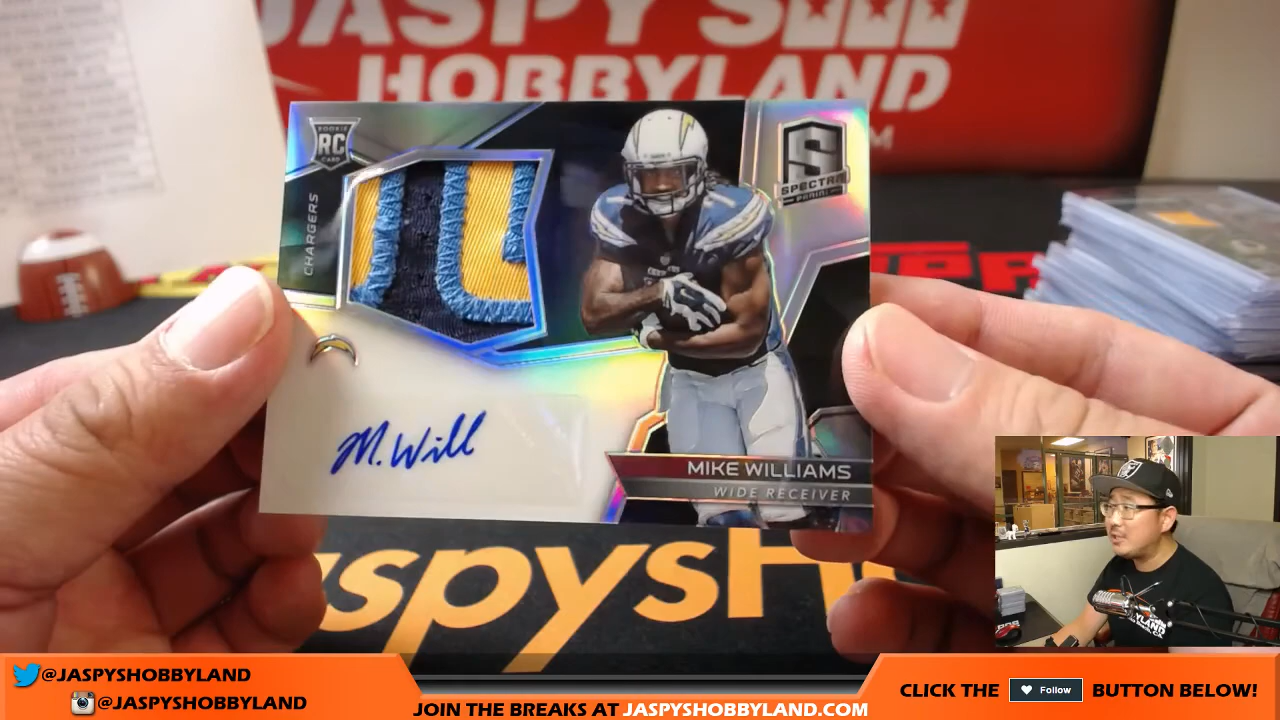 JASPY'S
HOBBYLAND
ROOKIE
RC
CARD
CHARGERS
S
SPECTRA
PANINI
M. Will
MIKE WILLIAMS
WIDE RECEIVER
@JASPYSHOBBYLAND
@JASPYSHOBBYLAND
JOIN THE BREAKS AT JASPYSHOBBYLAND.COM
CLICK THE Follow BUTTON BELOW!